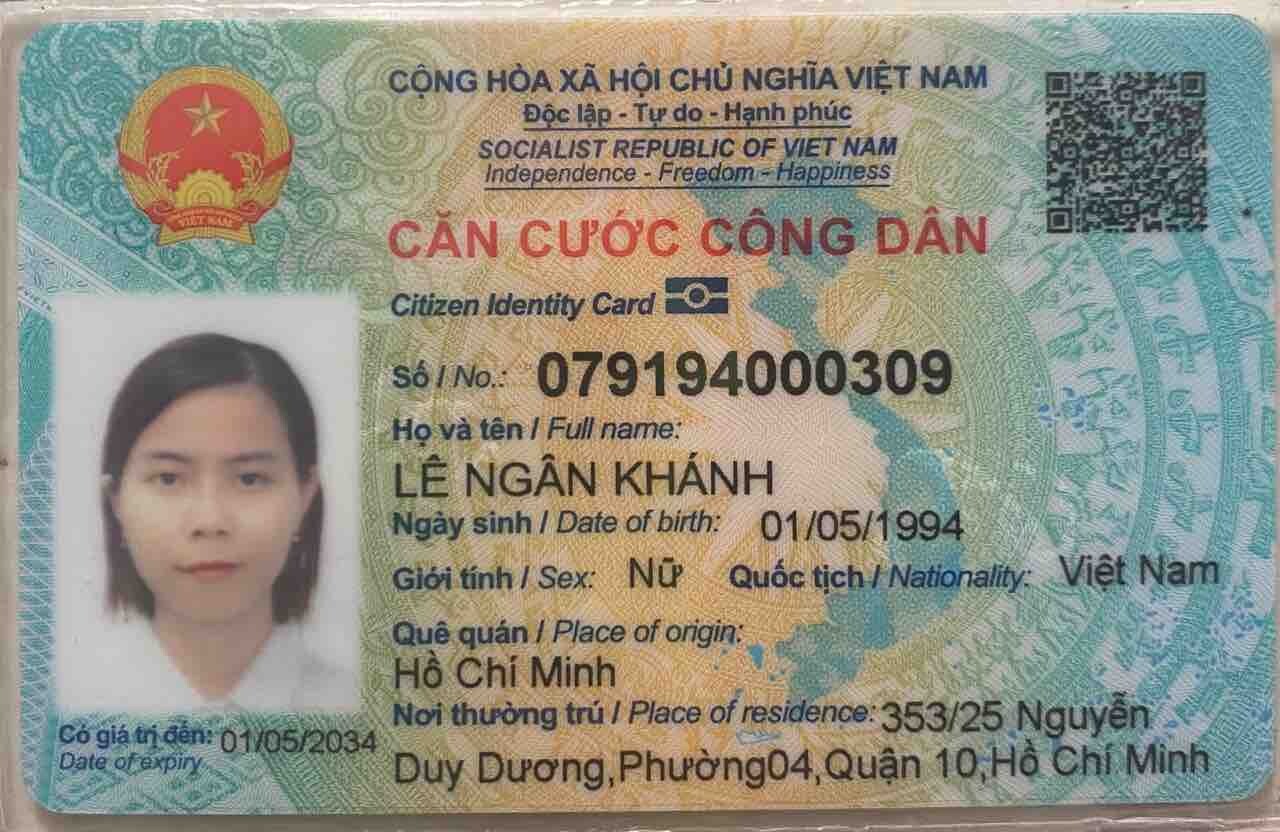 CỘNG HÒA XÃ HỘI CHỦ NGHĨA VIỆT NAM
Độc lập - Tự do - Hạnh phúc
SOCIALIST REPUBLIC OF VIET NAM
Independence - Freedom - Happiness
VIỆT NAM
CĂN CƯỚC CÔNG DÂN
Citizen Identity Card
Số / No.: 079194000309
Họ và tên / Full name:
LÊ NGÂN KHÁNH
Ngày sinh / Date of birth: 01/05/1994
Giới tính / Sex: Nữ Quốc tịch / Nationality: Việt Nam
Quê quán / Place of origin:
Hồ Chí Minh
Nơi thường trú / Place of residence: 353/25 Nguyễn
Duy Dương,Phường04,Quận 10,Hồ Chí Minh
Có giá trị đến: 01/05/2034
Date of expiry